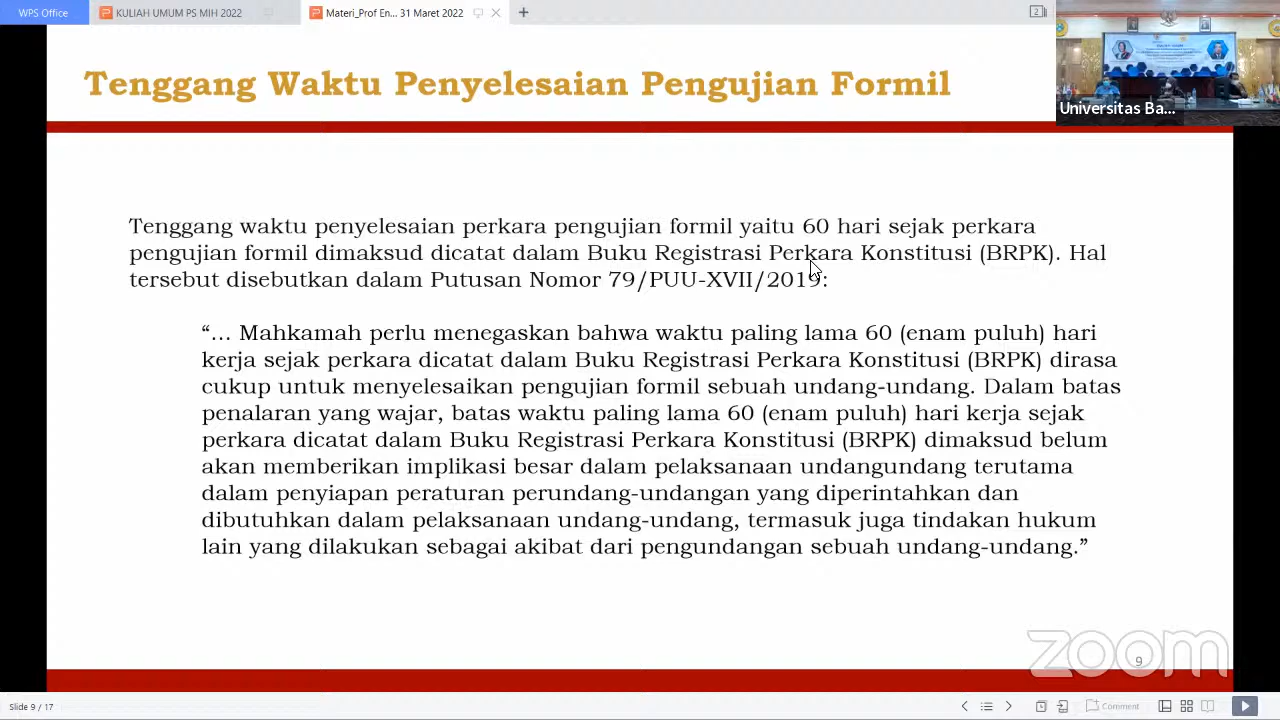 WPS Office
KULIAH UMUM PS MIH 2022
Materi_Prof En... 31 Maret 2022
2
Tenggang Waktu Penyelesaian Pengujian Formil
Universitas Ba...
Tenggang waktu penyelesaian perkara pengujian formil yaitu 60 hari sejak perkara
pengujian formil dimaksud dicatat dalam Buku Registrasi Perkara Konstitusi (BRPK). Hal
tersebut disebutkan dalam Putusan Nomor 79/PUU-XVII/2019:
“... Mahkamah perlu menegaskan bahwa waktu paling lama 60 (enam puluh) hari
kerja sejak perkara dicatat dalam Buku Registrasi Perkara Konstitusi (BRPK) dirasa
cukup untuk menyelesaikan pengujian formil sebuah undang-undang. Dalam batas
penalaran yang wajar, batas waktu paling lama 60 (enam puluh) hari kerja sejak
perkara dicatat dalam Buku Registrasi Perkara Konstitusi (BRPK) dimaksud belum
akan memberikan implikasi besar dalam pelaksanaan undangundang terutama
dalam penyiapan peraturan perundang-undangan yang diperintahkan dan
dibutuhkan dalam pelaksanaan undang-undang, termasuk juga tindakan hukum
lain yang dilakukan sebagai akibat dari pengundangan sebuah undang-undang.”
zoom
9
Slide 9 / 17
Comment